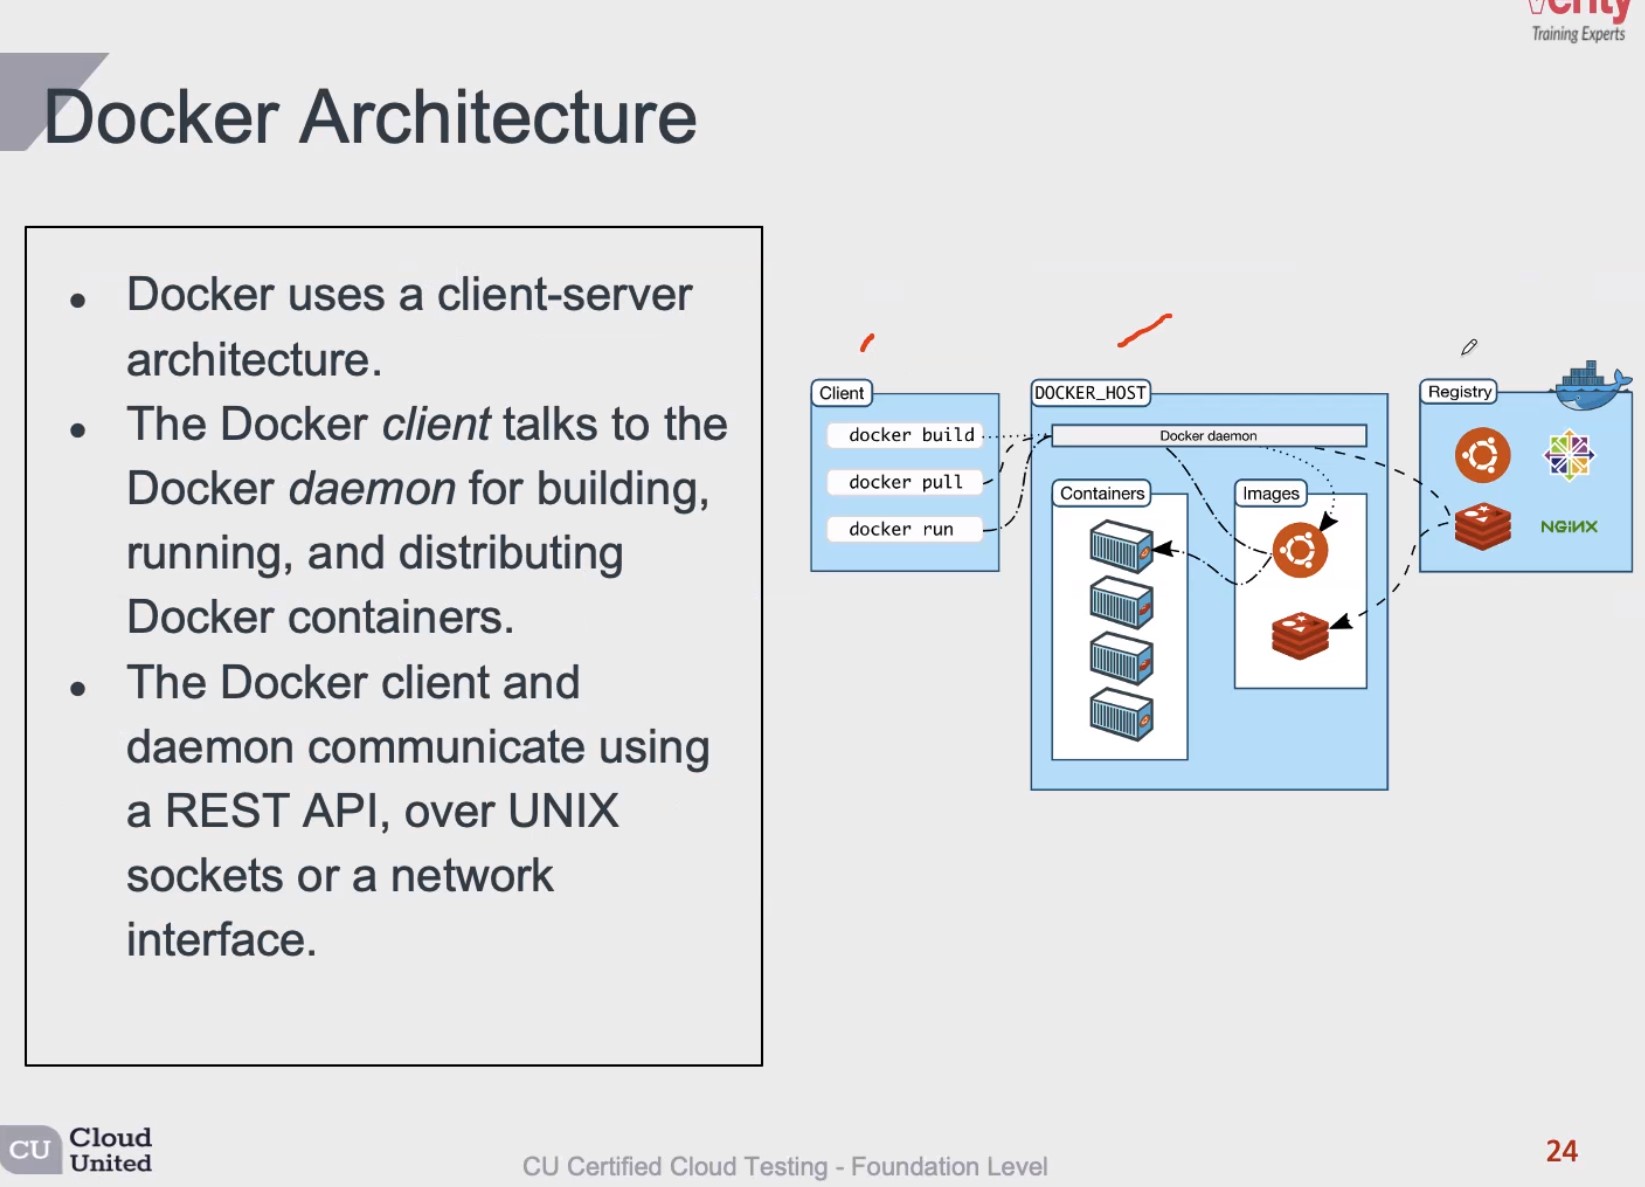 Training Experts
Docker Architecture
Docker uses a client-server
architecture.
The Docker client talks to the
Docker daemon for building,
running, and distributing
Docker containers.
The Docker client and
daemon communicate using
a REST API, over UNIX
sockets or a network
interface.
Client
docker build
docker pull
docker run
DOCKER_HOST
Docker daemon
Containers
Images
Registry
NGiNX
CU Cloud
United
CU Certified Cloud Testing - Foundation Level
24